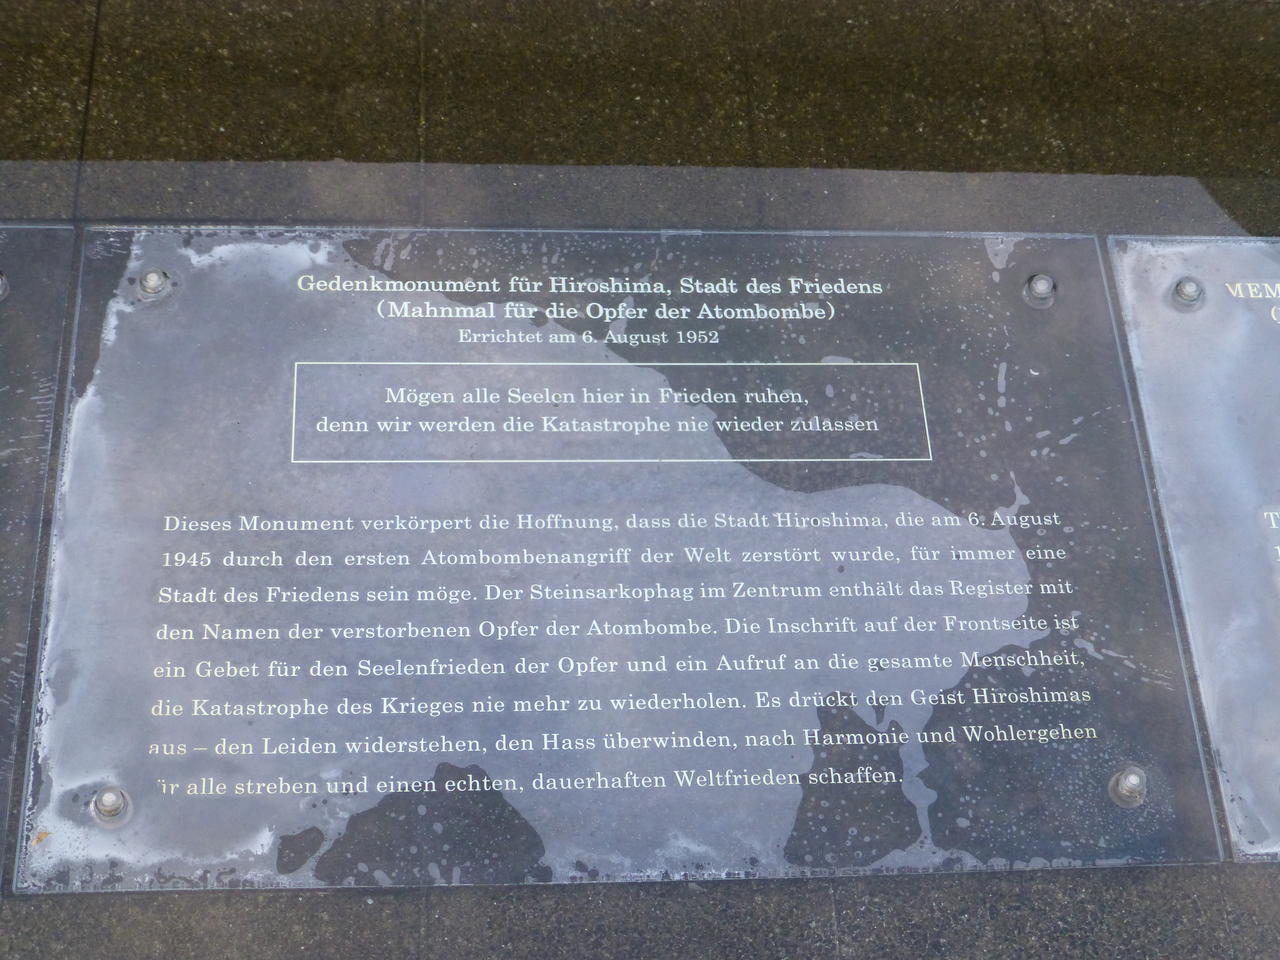 Gedenkmonument für Hiroshima, Stadt des Friedens
(Mahnmal für die Opfer der Atombombe)
Errichtet am 6. August 1952
Mögen alle Seelen hier in Frieden ruhen,
denn wir werden die Katastrophe nie wieder zulassen
Dieses Monument verkörpert die Hoffnung, dass die Stadt Hiroshima, die am 6. August
1945 durch den ersten Atombombenangriff der Welt zerstört wurde, für immer eine
Stadt des Friedens sein möge. Der Steinsarkophag im Zentrum enthält das Register mit
den Namen der verstorbenen Opfer der Atombombe. Die Inschrift auf der Frontseite ist
ein Gebet für den Seelenfrieden der Opfer und ein Aufruf an die gesamte Menschheit,
die Katastrophe des Krieges nie mehr zu wiederholen. Es drückt den Geist Hiroshimas
aus – den Leiden widerstehen, den Hass überwinden, nach Harmonie und Wohlergehen
ür alle streben und einen echten, dauerhaften Weltfrieden schaffen.
MEM